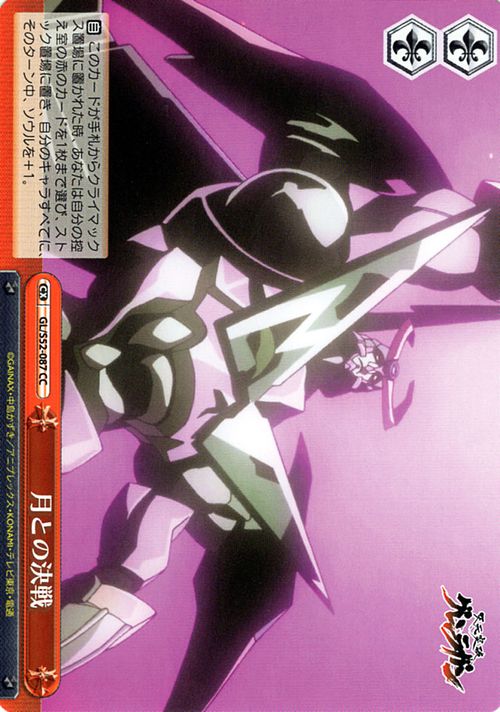 天元突破
グレンラガン
自 このカードが手札からクライマック
ス置場に置かれた時、あなたは自分の控
え室の赤のカードを1枚まで選び、ストッ
ク置場に置き、自分のキャラすべてに、
そのターン中、ソウルを+1。
CX GL/S52-087 CC
月との決戦
©GAINAX・中島かずき/アニプレックス・KONAMI・テレビ東京・電通